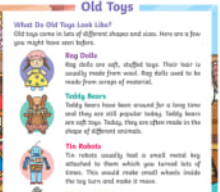 Old Toys
What Do Old Toys Look Like?
Old toys come in lots of different shapes and sizes. Here are a few
you might have seen before.
Rag Dolls
Rag dolls are soft, stuffed toys. Their hair is
usually made from wool. Rag dolls used to be
made from scraps of material.
Teddy Bears
Teddy bears have been around for a long time
and they are still popular today. Teddy bears
are soft toys. Today, they are often made in the
shape of different animals.
Tin Robots
Tin robots usually had a small metal key
attached to them which you turned lots of
times. This would make small wheels inside
the toy turn and make it move.